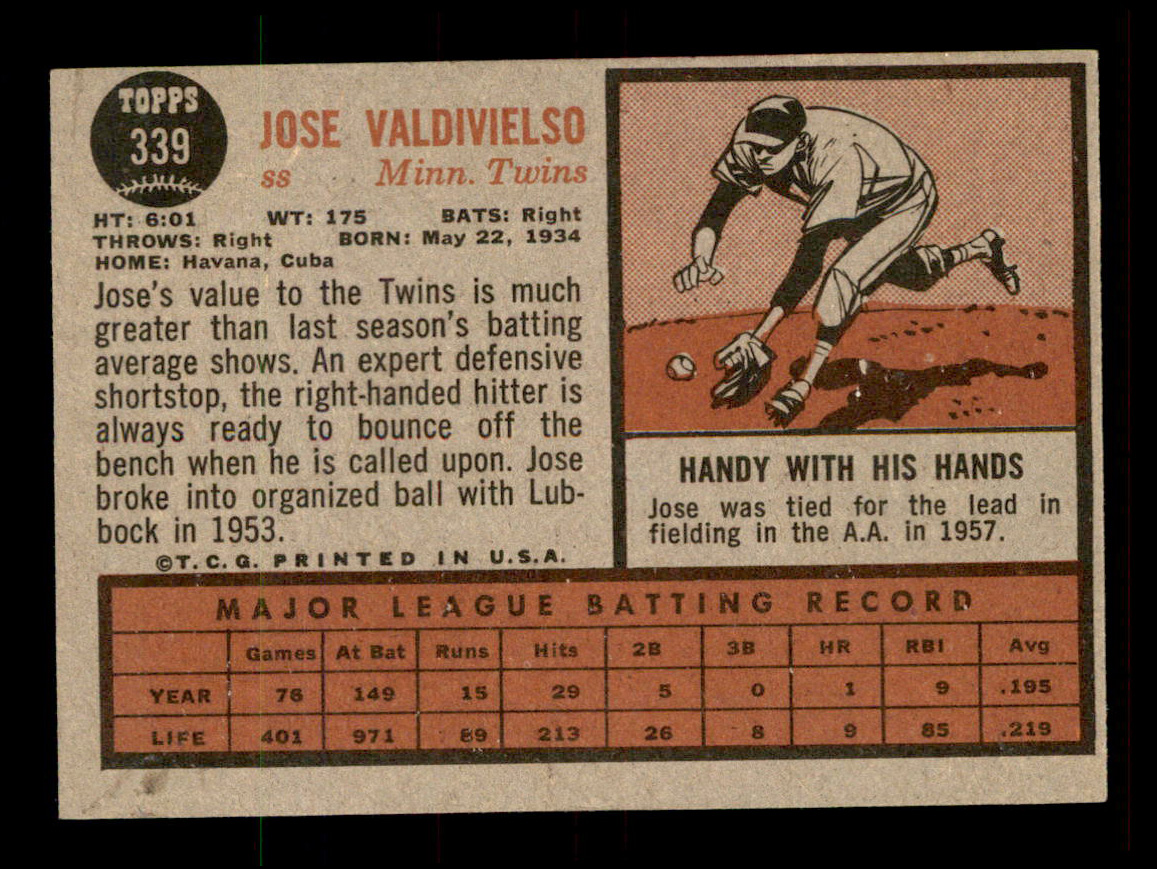 TOPPS
339
JOSE VALDIVIELSO
ss Minn. Twins
HT: 6:01 WT: 175 BATS: Right
THROWS: Right BORN: May 22, 1934
HOME: Havana, Cuba
Jose's value to the Twins is much
greater than last season's batting
average shows. An expert defensive
shortstop, the right-handed hitter is
always ready to bounce off the
bench when he is called upon. Jose
broke into organized ball with Lub-
bock in 1953.
©T.C.G. PRINTED IN U.S.A.
HANDY WITH HIS HANDS
Jose was tied for the lead in
fielding in the A.A. in 1957.
MAJOR LEAGUE BATTING RECORD
Games At Bat Runs Hits 2B 3B HR RBI Avg
YEAR 76 149 15 29 5 0 1 9 .195
LIFE 401 971 89 213 26 8 9 85 .219